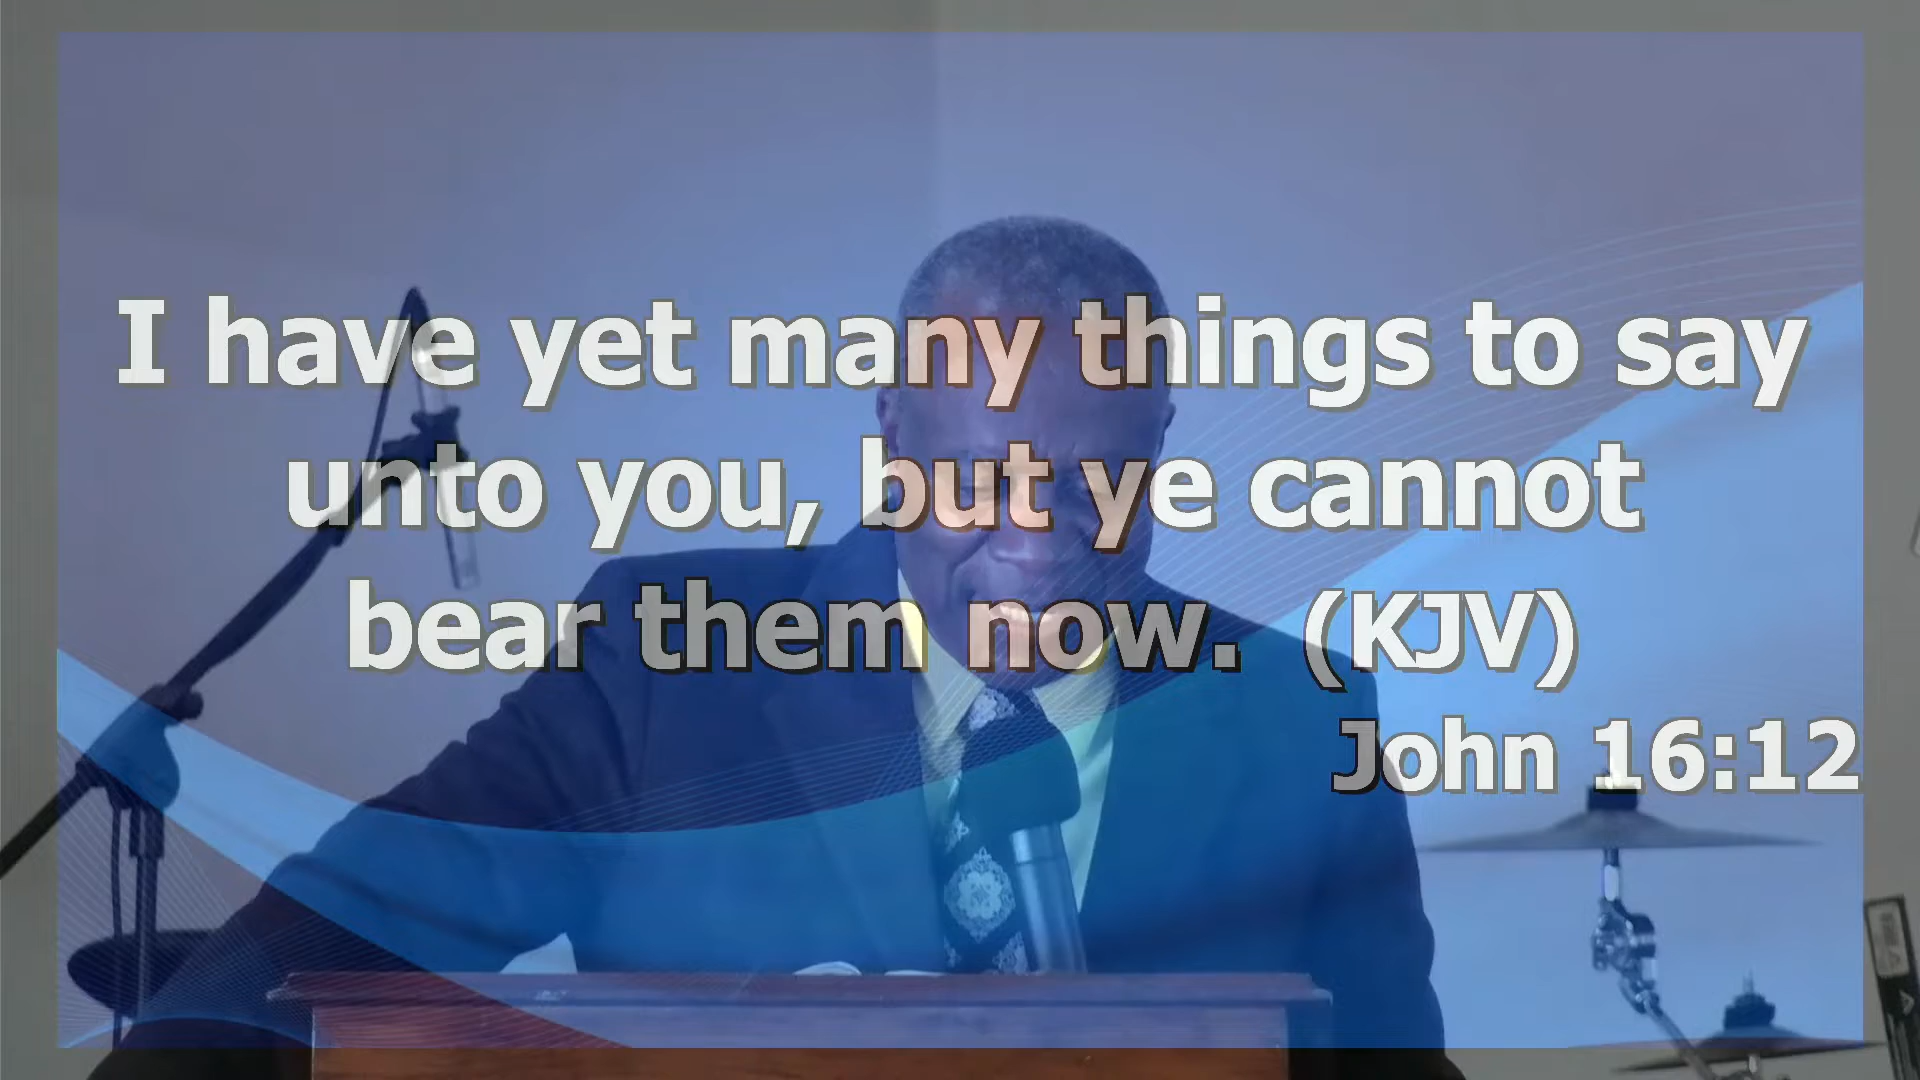 I have yet many things to say
unto you, but ye cannot
bear them now. (KJV)
John 16:12